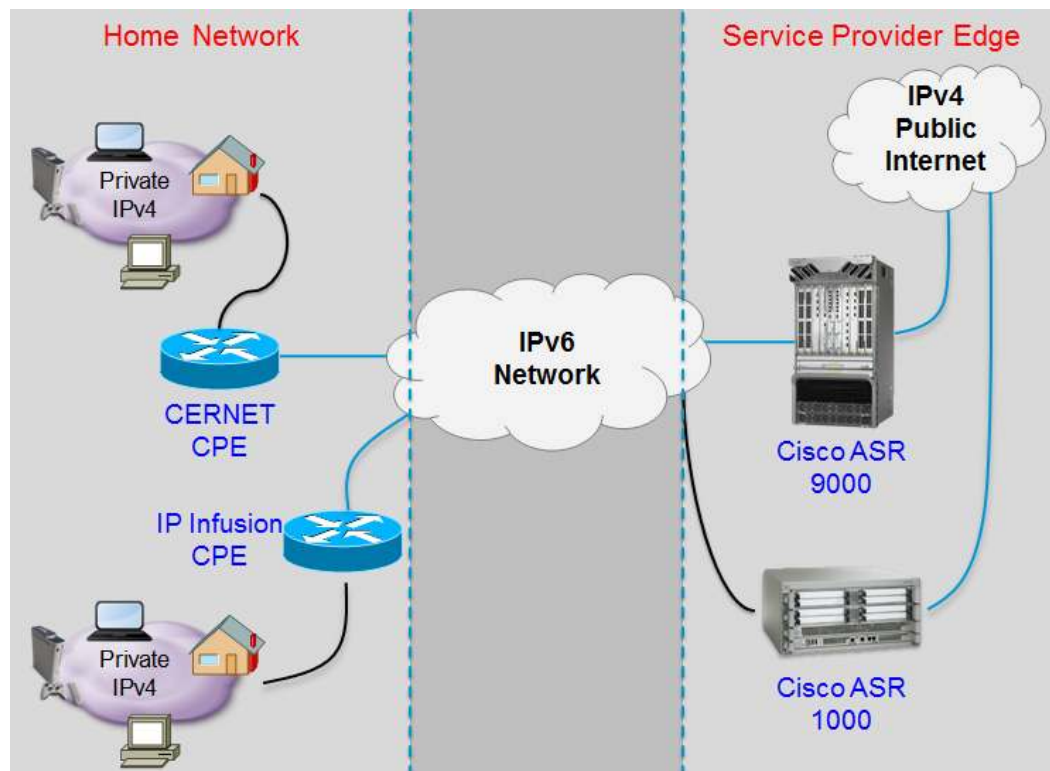 Home Network
Service Provider Edge
IPv4
Public
Internet
Private
IPv4
IPv6
Network
CERNET
CPE
Cisco ASR
9000
IP Infusion
CPE
Private
IPv4
Cisco ASR
1000